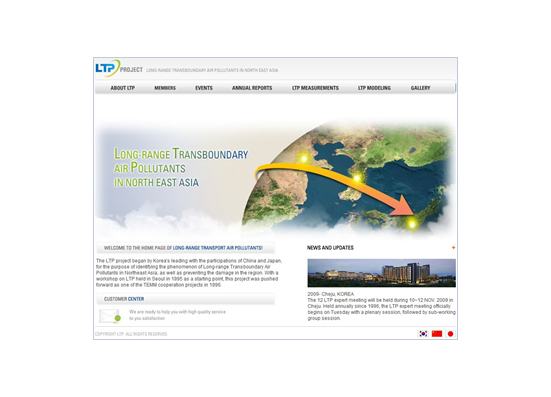 LTP PROJECT LONG-RANGE TRANSBOUNDARY AIR POLLUTANTS IN NORTH EAST ASIA
ABOUT LTP MEMBERS EVENTS ANNUAL REPORTS LTP MEASUREMENTS LTP MODELING GALLERY
LONG-RANGE TRANSBOUNDARY
AIR POLLUTANTS
IN NORTH EAST ASIA
WELCOME TO THE HOME PAGE OF LONG-RANGE TRANSPORT AIR POLLUTANTS!
The LTP project began by Korea's leading with the participations of China and Japan,
for the purpose of identifying the phenomenon of Long-range Transboundary Air
Pollutants in Northeast Asia, as well as preventing the damage in the region. With a
workshop on LTP held in Seoul in 1995 as a starting, this project was pushed
forward as one of the TEMM cooperation projects in 1996.
CUSTOMER CENTER
We are ready to help you with high quality service
to you satisfaction
NEWS AND UPDATES +
2009- Cheju, KOREA
The 12 LTP expert meeting will be held during 10~12 NOV. 2009 in
Cheju. Held annually since 1996, the LTP expert meeting officially
begins on Tuesday with a plenary session, followed by sub-working
group session.
COPYRIGHT LTP. ALL RIGHTS RESERVED.